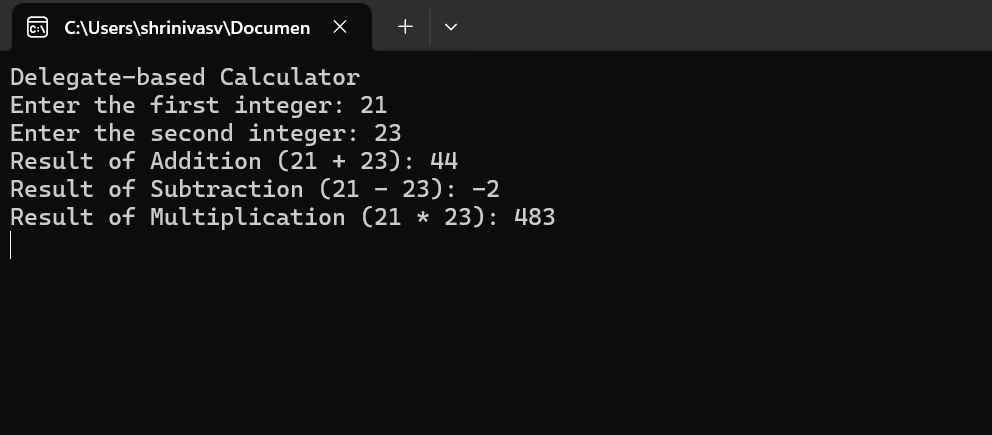 C:\Users\shrinivasv\Documen
Delegate-based Calculator
Enter the first integer: 21
Enter the second integer: 23
Result of Addition (21 + 23): 44
Result of Subtraction (21 - 23): -2
Result of Multiplication (21 * 23): 483